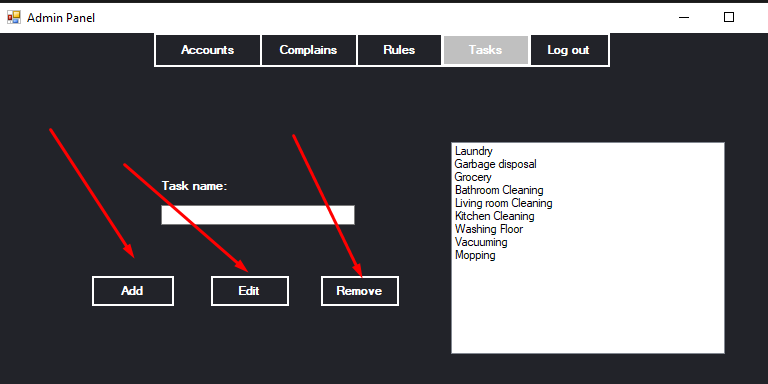 Admin Panel
Accounts Complains Rules Tasks Log out
Task name:
Add Edit Remove
Laundry
Garbage disposal
Grocery
Bathroom Cleaning
Living room Cleaning
Kitchen Cleaning
Washing Floor
Vacuuming
Mopping